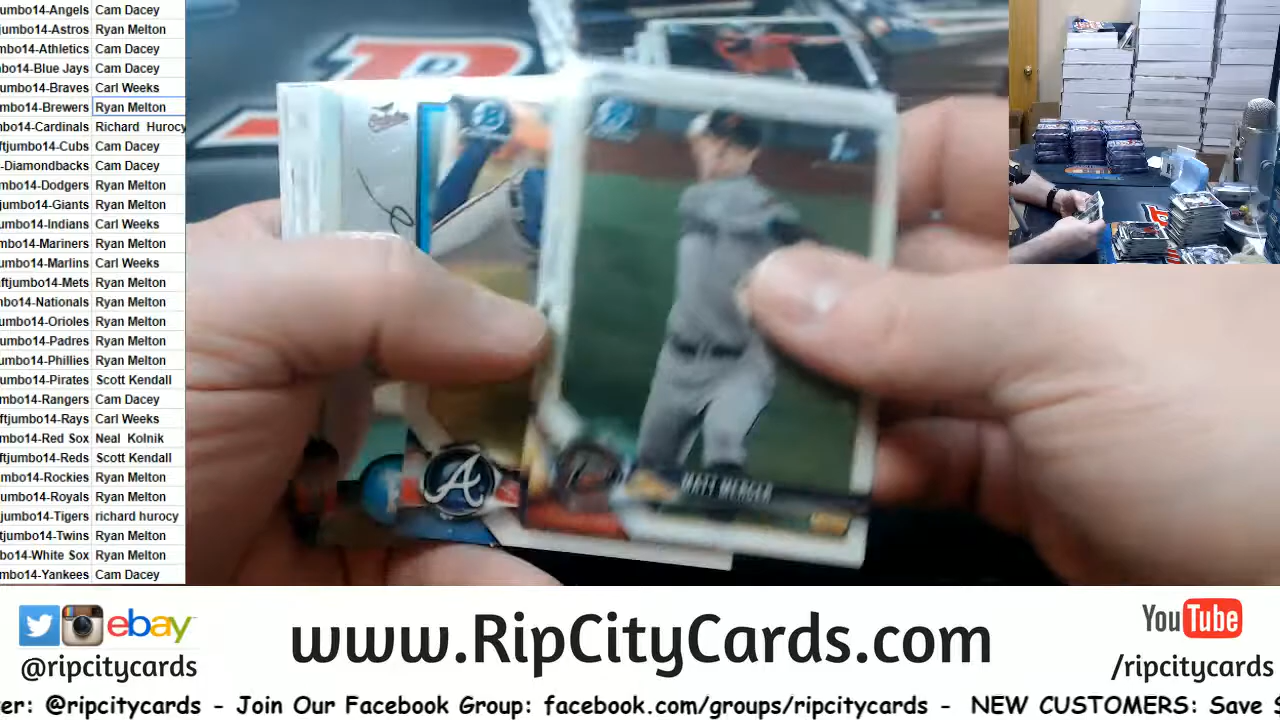 umbo14-Angels Cam Dacey
jumbo14-Astros Ryan Melton
mbo14-Athletics Cam Dacey
bo14-Blue Jays Cam Dacey
umbo14-Braves Carl Weeks
mbo14-Brewers Ryan Melton
nbo14-Cardinals Richard Hurocy
ftjumbo14-Cubs Cam Dacey
-Diamondbacks Cam Dacey
mbo14-Dodgers Ryan Melton
jumbo14-Giants Ryan Melton
umbo14-Indians Carl Weeks
mbo14-Mariners Ryan Melton
umbo14-Marlins Carl Weeks
ftjumbo14-Mets Ryan Melton
nbo14-Nationals Ryan Melton
umbo14-Orioles Ryan Melton
umbo14-Padres Ryan Melton
umbo14-Phillies Ryan Melton
umbo14-Pirates Scott Kendall
mbo14-Rangers Cam Dacey
ftjumbo14-Rays Carl Weeks
mbo14-Red Sox Neal Kolnik
ftjumbo14-Reds Scott Kendall
mbo14-Rockies Ryan Melton
umbo14-Royals Ryan Melton
jumbo14-Tigers richard hurocy
umbo14-Twins Ryan Melton
bo14-White Sox Ryan Melton
mbo14-Yankees Cam Dacey
B
1st
A
MATT MERCER
ebay
@ripcitycards
www.RipCityCards.com
YouTube
/ripcitycards
er: @ripcitycards - Join Our Facebook Group: facebook.com/groups/ripcitycards - NEW CUSTOMERS: Save